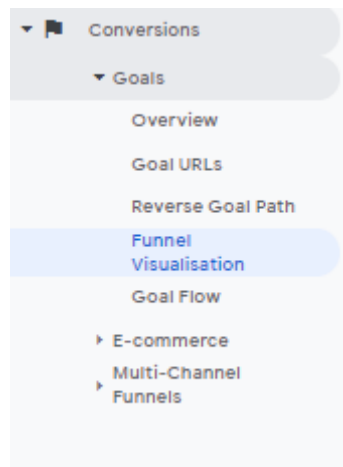 Conversions
Goals
Overview
Goal URLs
Reverse Goal Path
Funnel
Visualisation
Goal Flow
E-commerce
Multi-Channel
Funnels